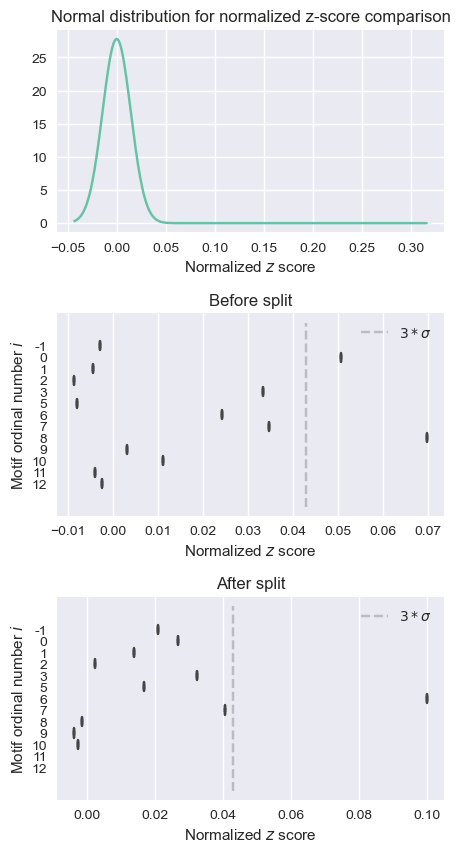 Normal distribution for normalized z-score comparison
25
20
15
10
5
0
−0.05 0.00 0.05 0.10 0.15 0.20 0.25 0.30
Normalized z score
Before split
3 * σ
Motif ordinal number i
-1
0
1
2
3
5
6
7
8
9
10
11
12
−0.01 0.00 0.01 0.02 0.03 0.04 0.05 0.06 0.07
Normalized z score
After split
3 * σ
Motif ordinal number i
-1
0
1
2
3
5
6
7
8
9
10
11
12
0.00 0.02 0.04 0.06 0.08 0.10
Normalized z score